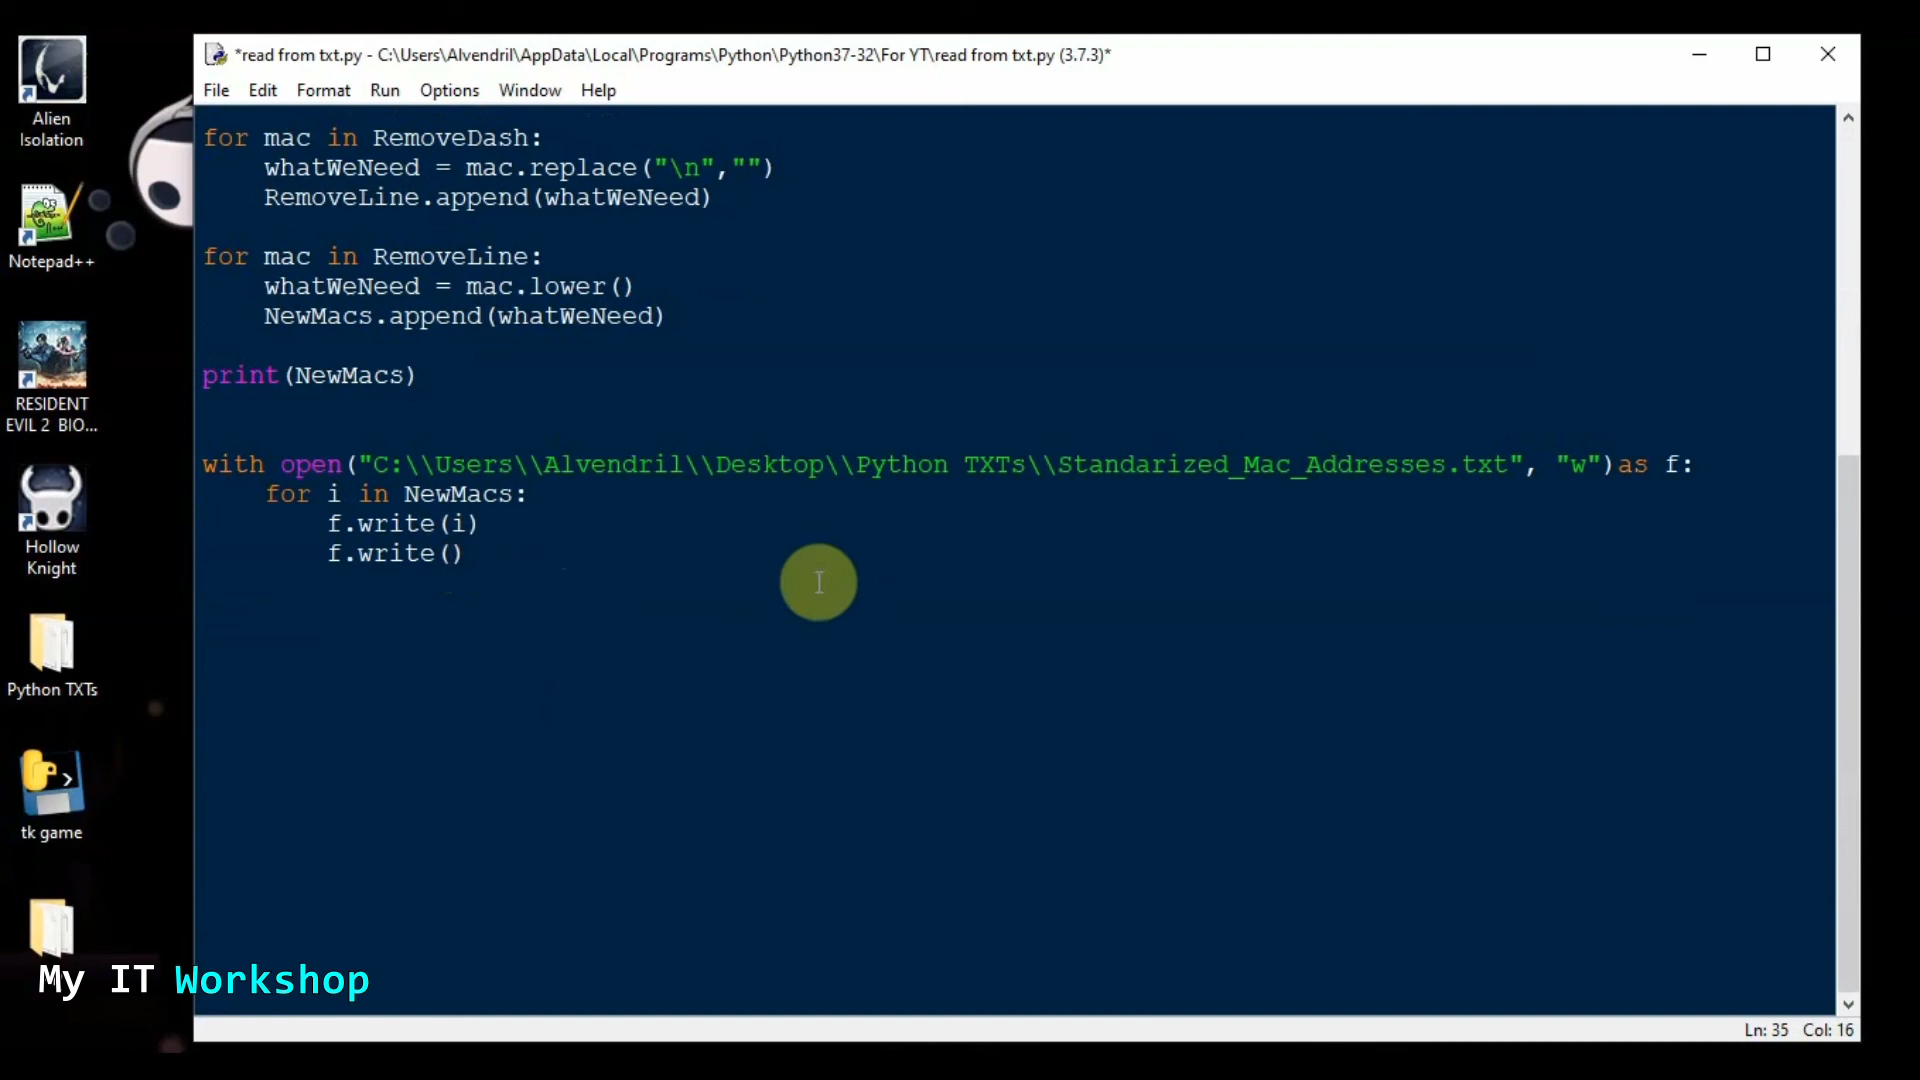 *read from txt.py - C:\Users\Alvendril\AppData\Local\Programs\Python\Python37-32\For YT\read from txt.py (3.7.3)*
File Edit Format Run Options Window Help
for mac in RemoveDash:
    whatWeNeed = mac.replace("\n","")
    RemoveLine.append(whatWeNeed)
for mac in RemoveLine:
    whatWeNeed = mac.lower()
    NewMacs.append(whatWeNeed)
print(NewMacs)
with open("C:\\Users\\Alvendril\\Desktop\\Python TXTs\\Standarized_Mac_Addresses.txt", "w")as f:
    for i in NewMacs:
        f.write(i)
        f.write()
Ln: 35 Col: 16
Alien
Isolation
Notepad++
RESIDENT
EVIL 2 BIO...
Hollow
Knight
Python TXTs
tk game
My IT Workshop